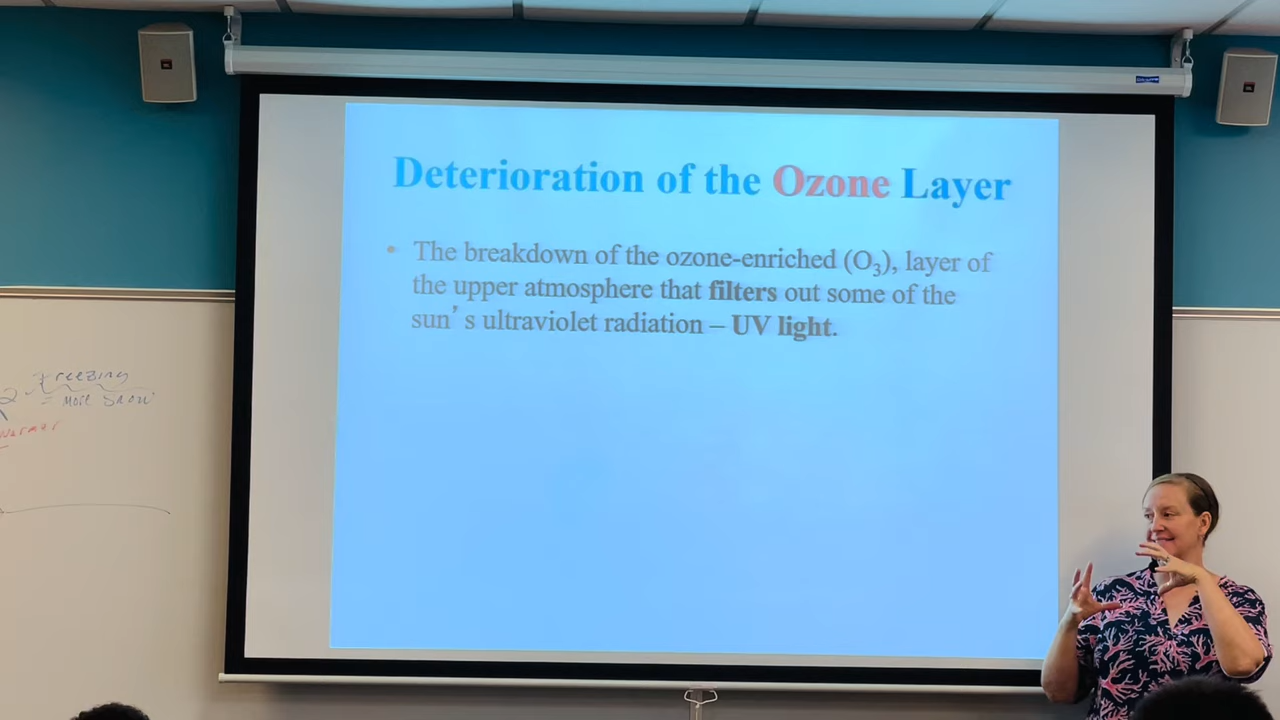 Deterioration of the Ozone Layer
• The breakdown of the ozone-enriched (O₃), layer of
the upper atmosphere that filters out some of the
sun’s ultraviolet radiation – UV light.
Freezing
= more snow
warmer